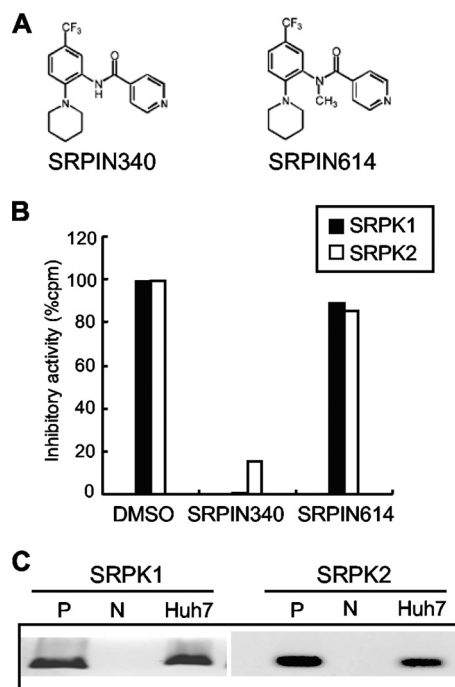 A
CF₃
O
N
H
N
N
SRPIN340
CF₃
O
N
CH₃
N
N
SRPIN614
B
Inhibitory activity (%cpm)
120
100
80
60
40
20
0
SRPK1
SRPK2
DMSO SRPIN340 SRPIN614
C
SRPK1 SRPK2
P N Huh7 P N Huh7